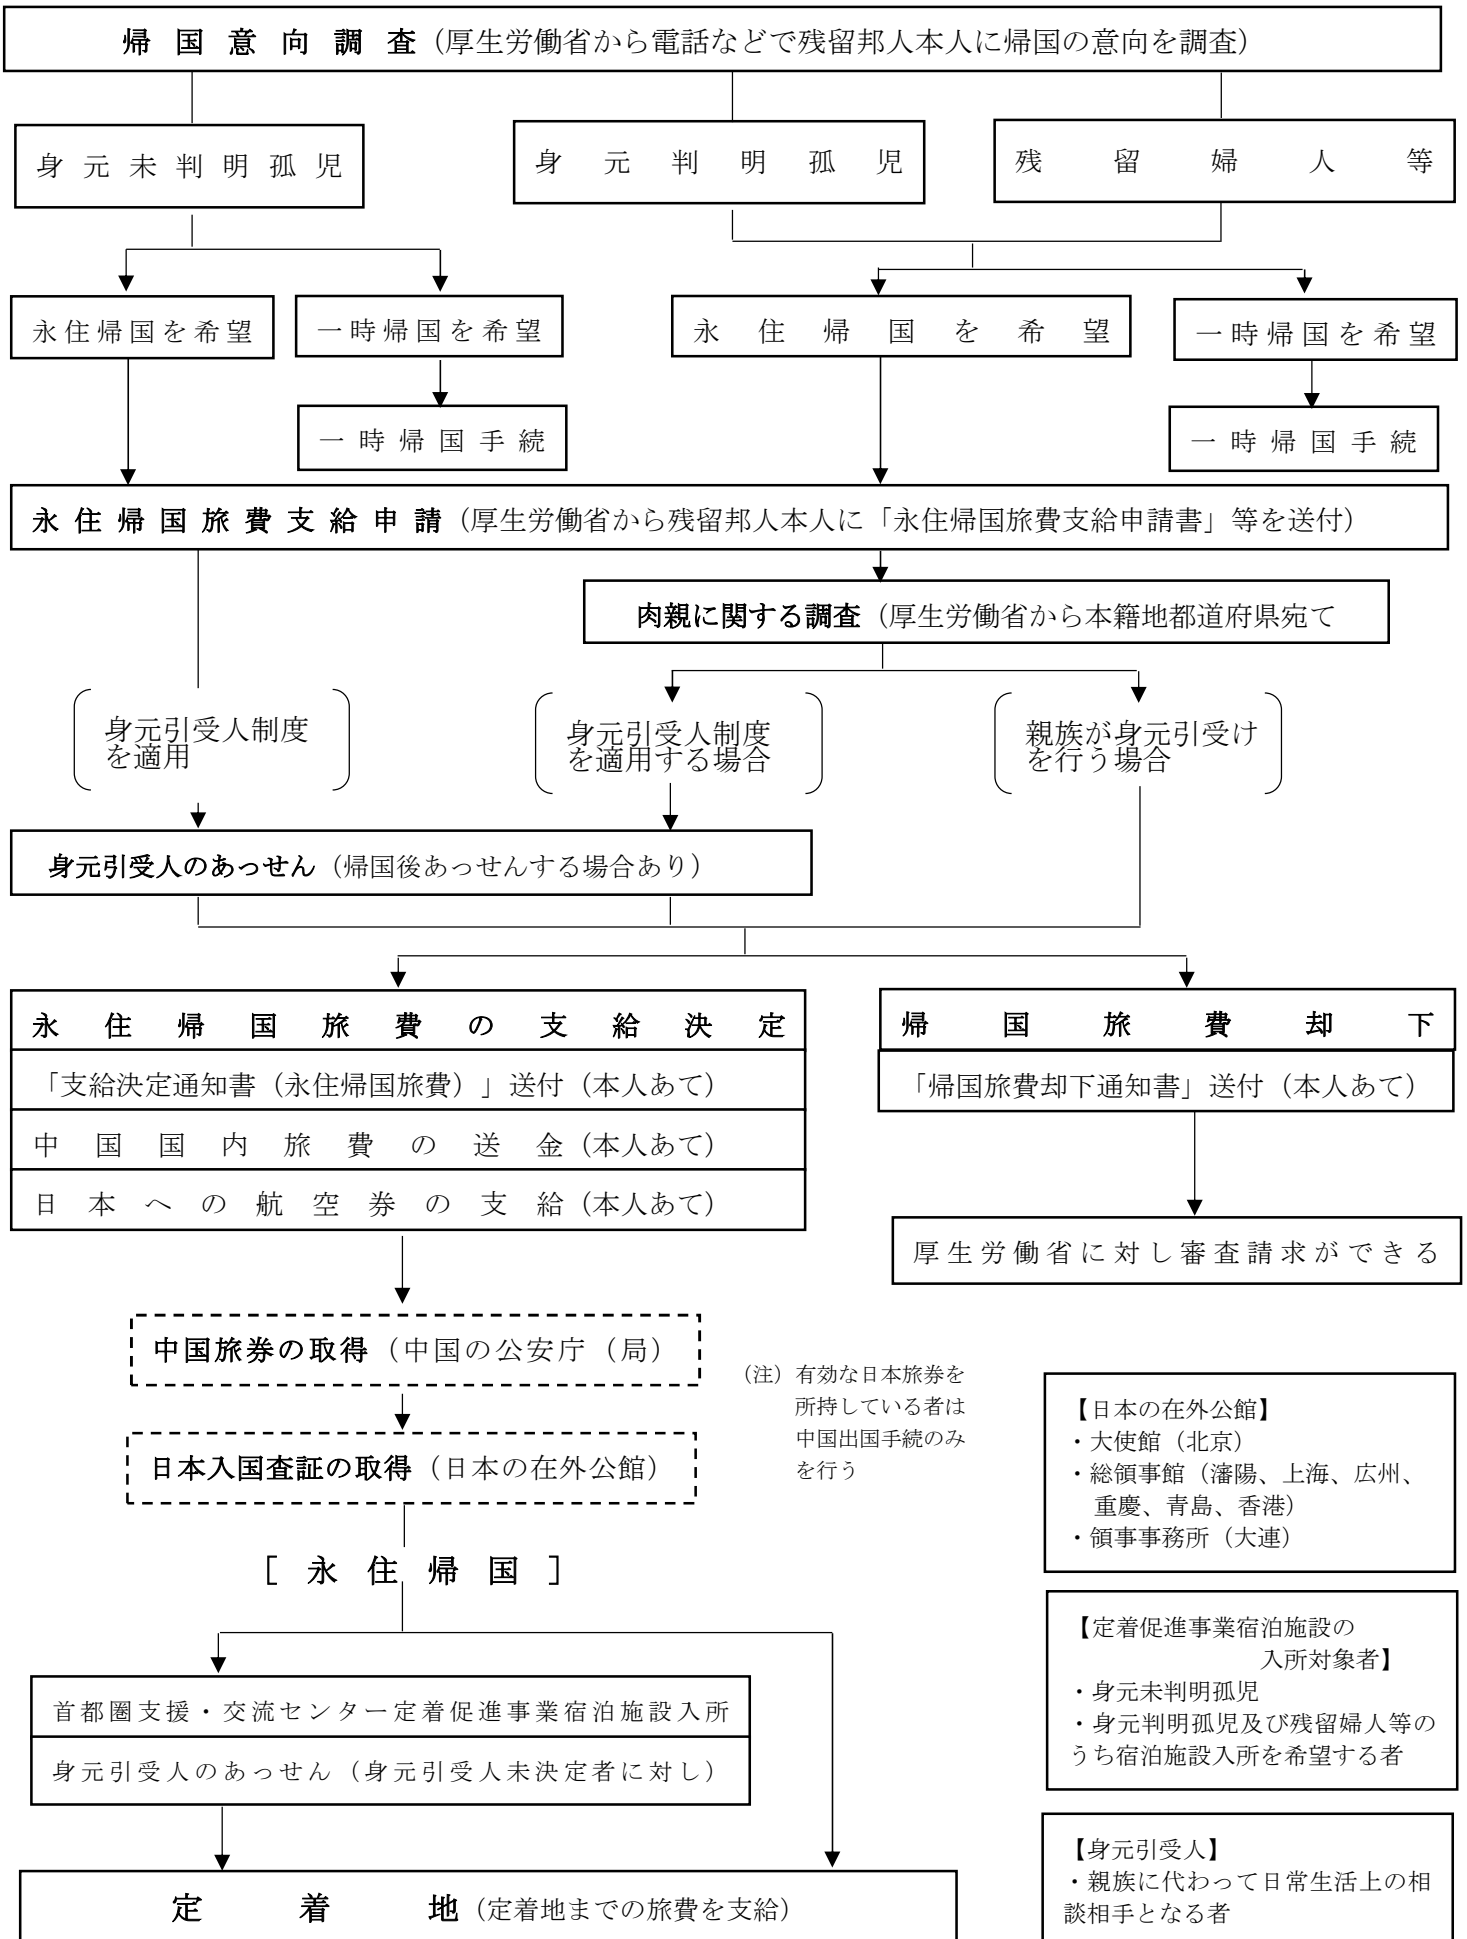 帰国意向調査（厚生労働省から電話などで残留邦人本人に帰国の意向を調査）
身元未判明孤児
身元判明孤児
残留婦人等
永住帰国を希望
一時帰国を希望
永住帰国を希望
一時帰国を希望
一時帰国手続
一時帰国手続
永住帰国旅費支給申請（厚生労働省から残留邦人本人に「永住帰国旅費支給申請書」等を送付）
肉親に関する調査（厚生労働省から本籍地都道府県宛て
身元引受人制度
を適用
身元引受人制度
を適用する場合
親族が身元引受け
を行う場合
身元引受人のあっせん（帰国後あっせんする場合あり）
永住帰国旅費の支給決定
「支給決定通知書（永住帰国旅費）」送付（本人あて）
中国国内旅費の送金（本人あて）
日本への航空券の支給（本人あて）
帰国旅費却下
「帰国旅費却下通知書」送付（本人あて）
厚生労働省に対し審査請求ができる
中国旅券の取得（中国の公安庁（局）
日本入国査証の取得（日本の在外公館）
（注）有効な日本旅券を
所持している者は
中国出国手続のみ
を行う
【日本の在外公館】
・大使館（北京）
・総領事館（瀋陽、上海、広州、
重慶、青島、香港）
・領事事務所（大連）
［永住帰国］
【定着促進事業宿泊施設の
入所対象者】
・身元未判明孤児
・身元判明孤児及び残留婦人等の
うち宿泊施設入所を希望する者
首都圏支援・交流センター定着促進事業宿泊施設入所
身元引受人のあっせん（身元引受人未決定者に対し）
【身元引受人】
・親族に代わって日常生活上の相
談相手となる者
定着地（定着地までの旅費を支給）